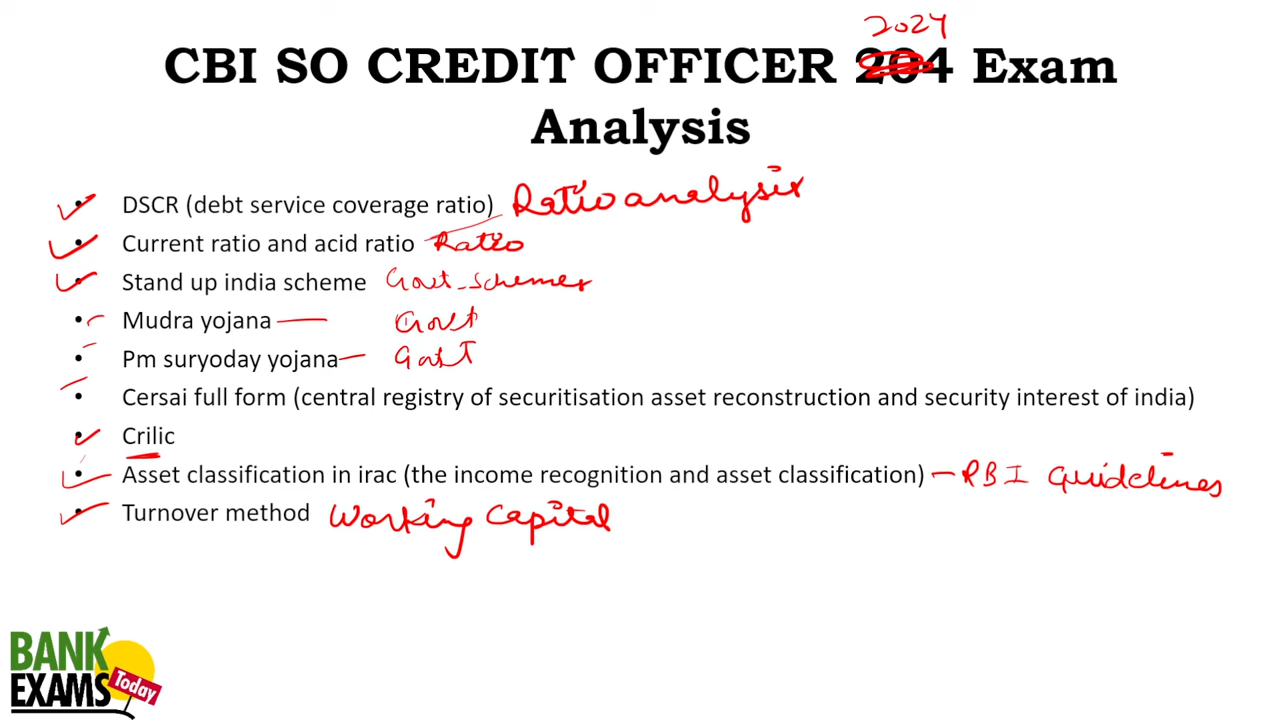 2024
CBI SO CREDIT OFFICER 204 Exam
Analysis
DSCR (debt service coverage ratio) Ratio analysis
Current ratio and acid ratio Ratio
Stand up india scheme Govt_schemes
Mudra yojana — Govt
Pm suryoday yojana — Govt
Cersai full form (central registry of securitisation asset reconstruction and security interest of india)
Crilic
Asset classification in irac (the income recognition and asset classification) — RBI Guidelines
Turnover method Working Capital
BANK
EXAMS
Today